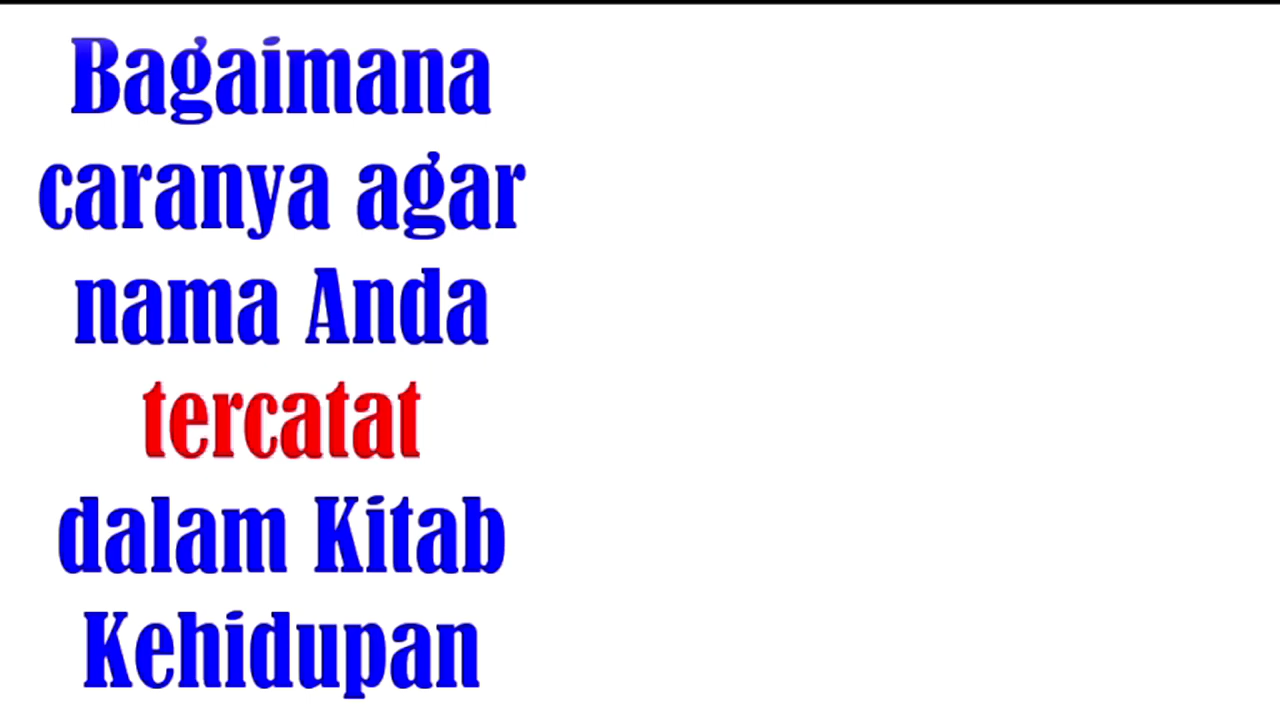 Bagaimana
caranya agar
nama Anda
tercatat
dalam Kitab
Kehidupan